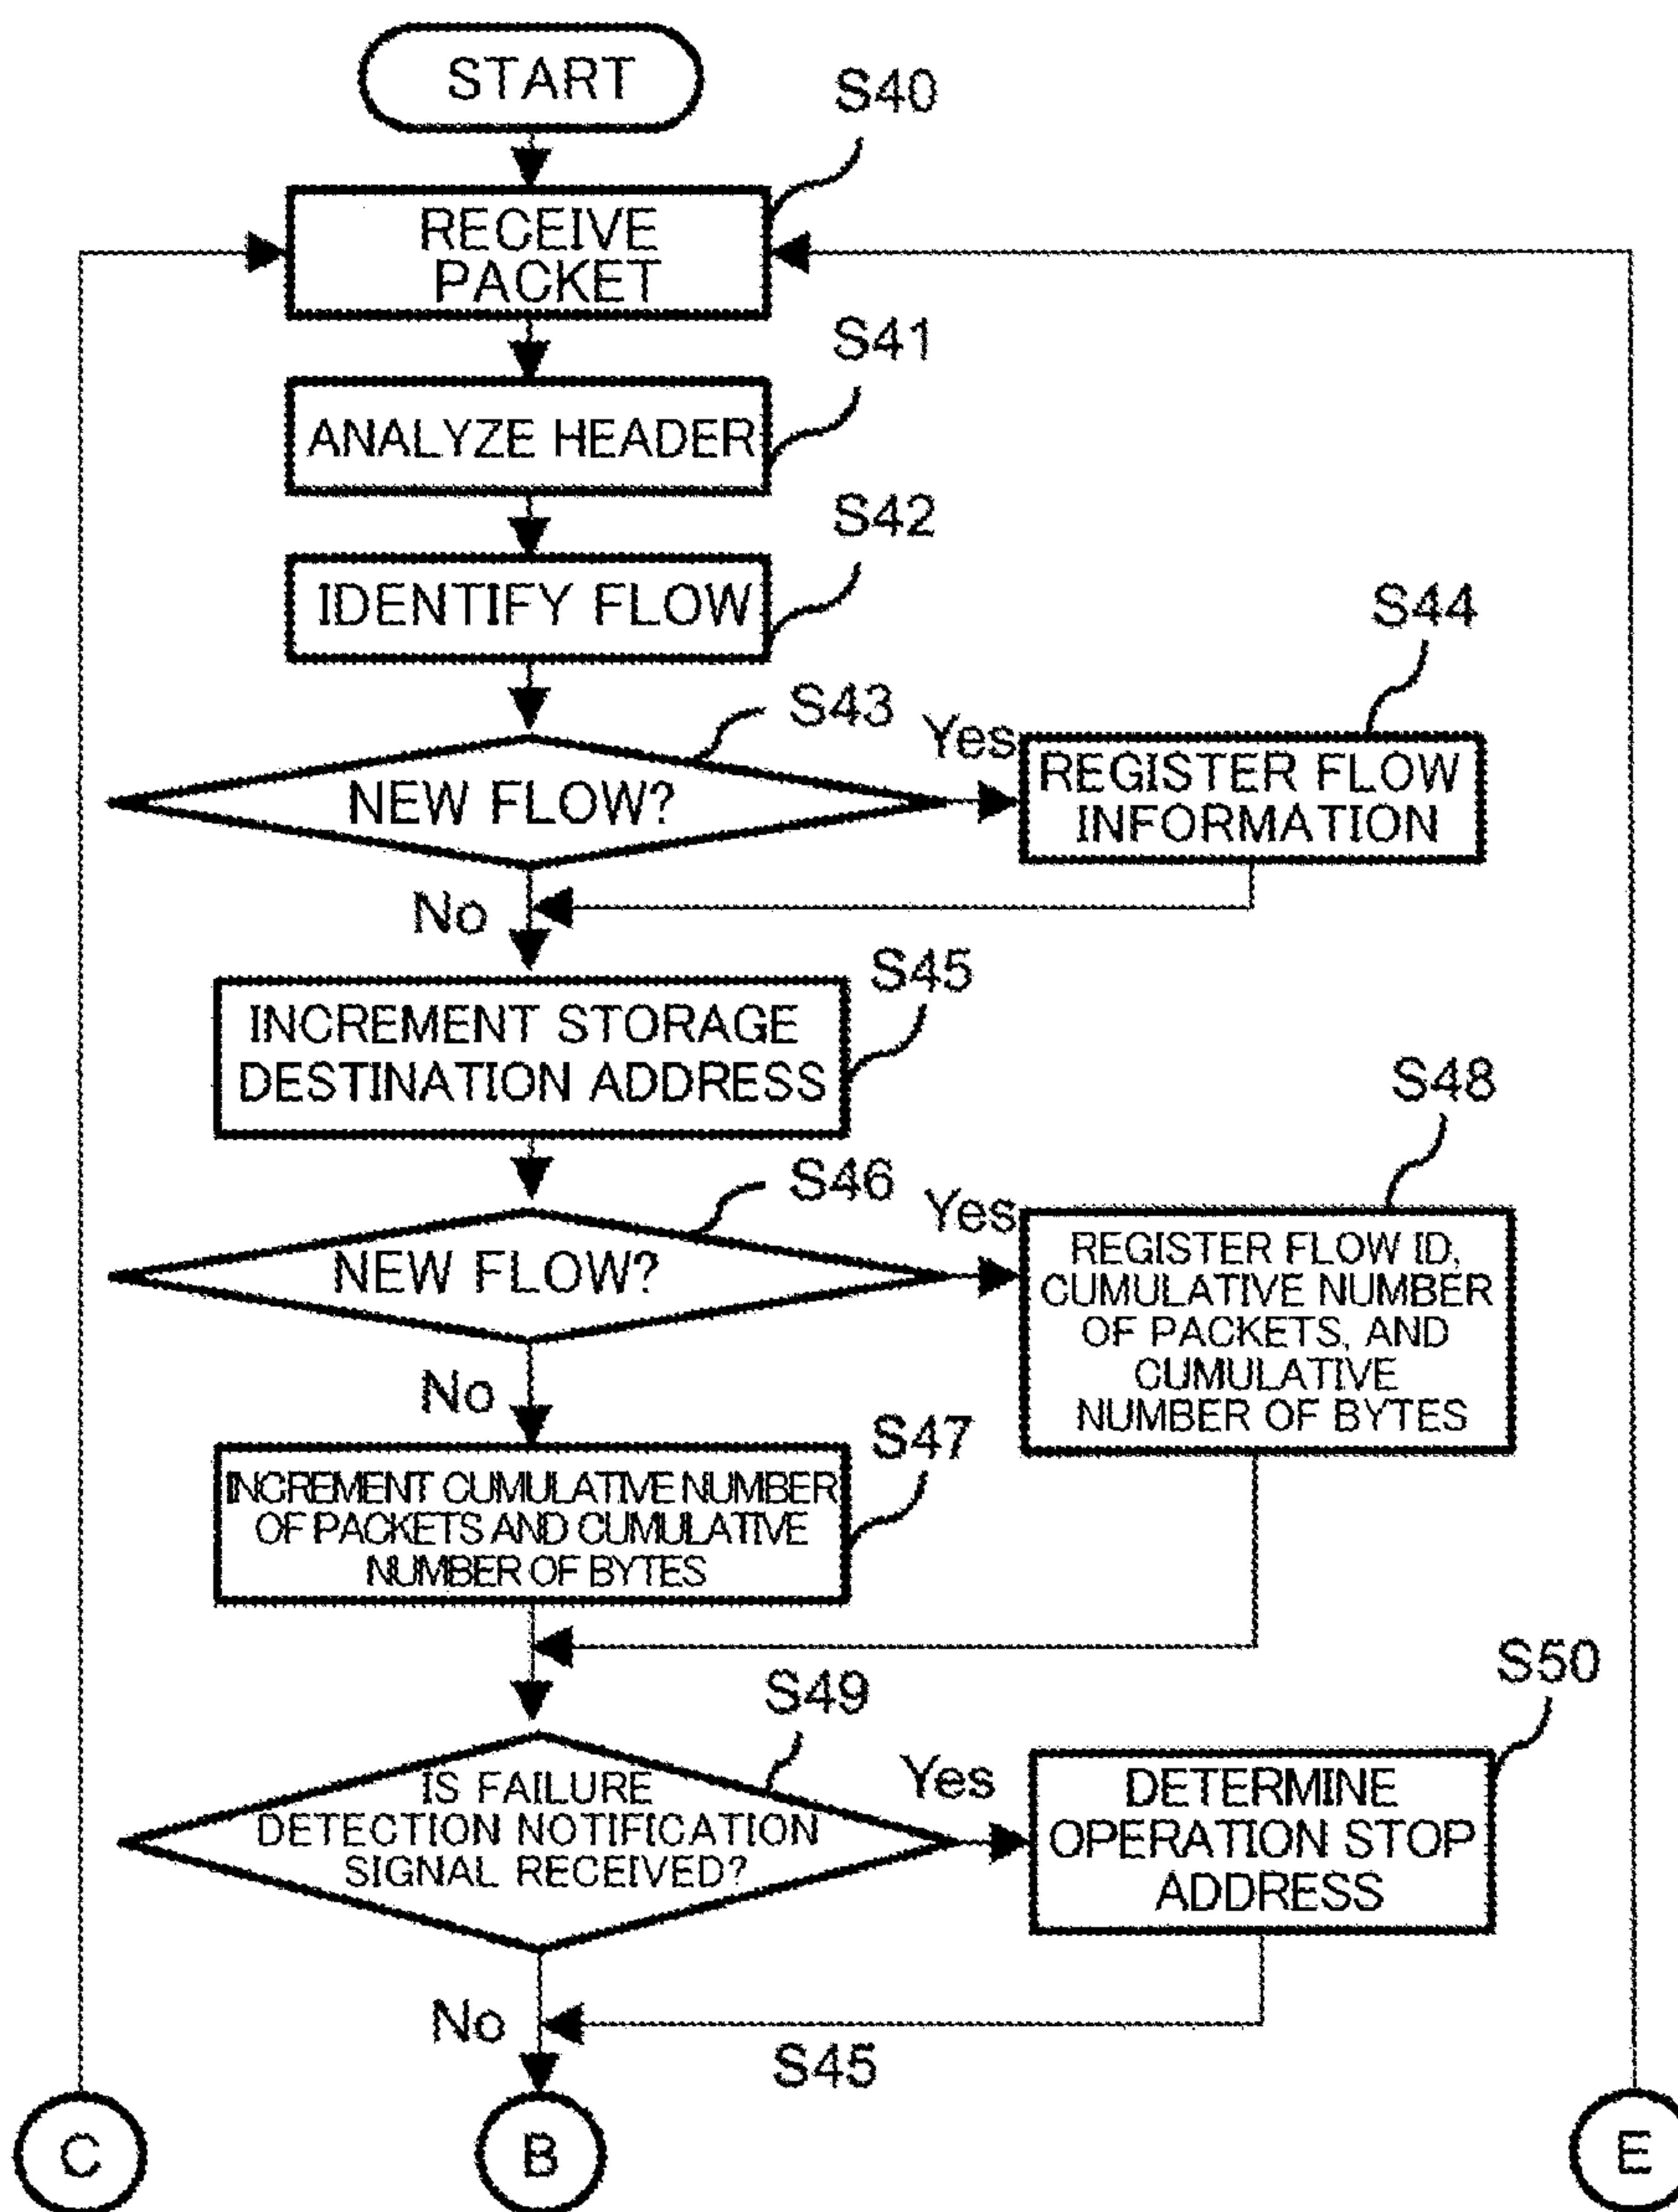 START
S40
RECEIVE
PACKET
S41
ANALYZE HEADER
S42
IDENTIFY FLOW
S44
S43
Yes
NEW FLOW?
REGISTER FLOW
INFORMATION
No
S45
INCREMENT STORAGE
DESTINATION ADDRESS
S48
S46
Yes
NEW FLOW?
REGISTER FLOW ID,
CUMULATIVE NUMBER
OF PACKETS, AND
CUMULATIVE
NUMBER OF BYTES
No
S47
INCREMENT CUMULATIVE NUMBER
OF PACKETS AND CUMULATIVE
NUMBER OF BYTES
S50
S49
Yes
IS FAILURE
DETECTION NOTIFICATION
SIGNAL RECEIVED?
DETERMINE
OPERATION STOP
ADDRESS
No
S45
C
B
E